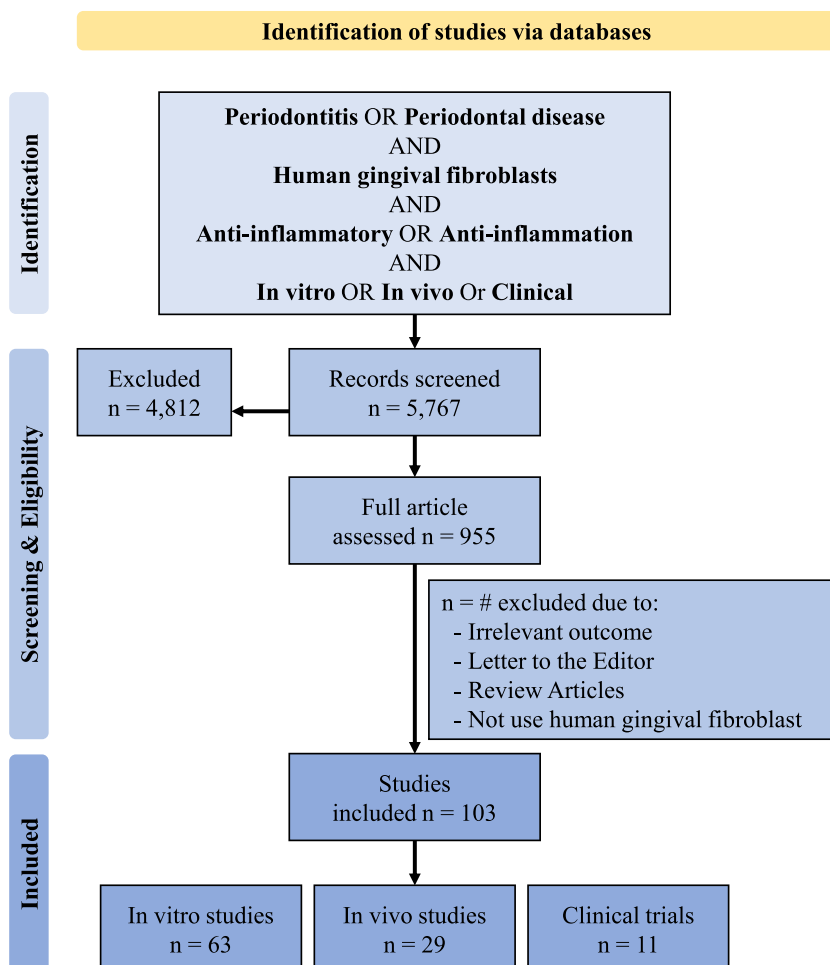 Identification of studies via databases
Identification
Periodontitis OR Periodontal disease
AND
Human gingival fibroblasts
AND
Anti-inflammatory OR Anti-inflammation
AND
In vitro OR In vivo Or Clinical
Screening & Eligibility
Excluded
n = 4,812
Records screened
n = 5,767
Full article
assessed n = 955
n = # excluded due to:
- Irrelevant outcome
- Letter to the Editor
- Review Articles
- Not use human gingival fibroblast
Included
Studies
included n = 103
In vitro studies
n = 63
In vivo studies
n = 29
Clinical trials
n = 11